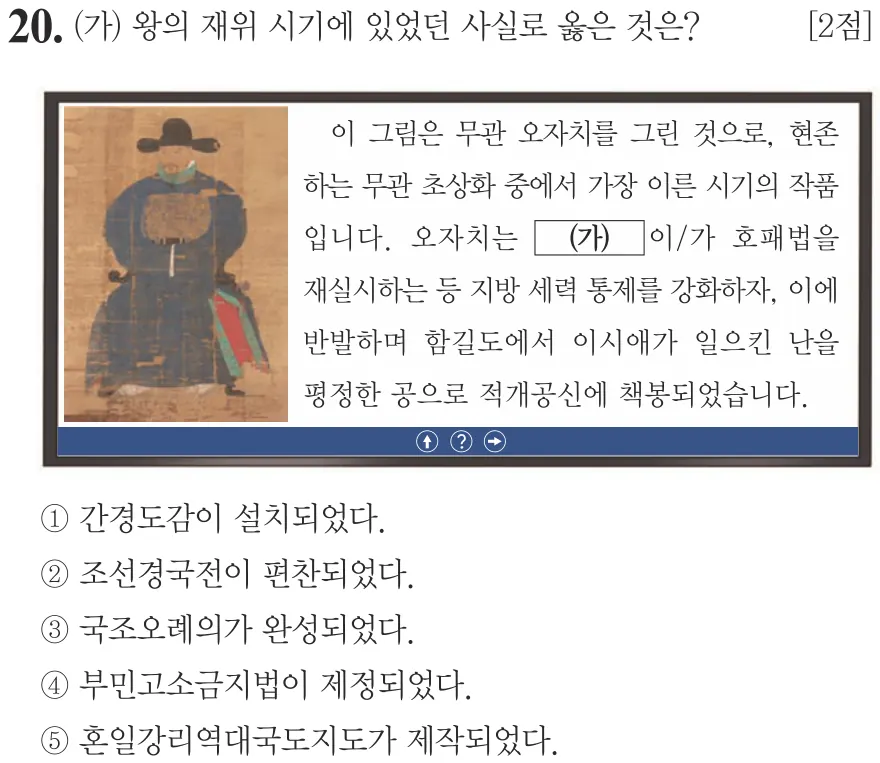 20. (가) 왕의 재위 시기에 있었던 사실로 옳은 것은? [2점]
이 그림은 무관 오자치를 그린 것으로, 현존
하는 무관 초상화 중에서 가장 이른 시기의 작품
입니다. 오자치는 (가) 이/가 호패법을
재실시하는 등 지방 세력 통제를 강화하자, 이에
반발하며 함길도에서 이시애가 일으킨 난을
평정한 공으로 적개공신에 책봉되었습니다.
① 간경도감이 설치되었다.
② 조선경국전이 편찬되었다.
③ 국조오례의가 완성되었다.
④ 부민고소금지법이 제정되었다.
⑤ 혼일강리역대국도지도가 제작되었다.